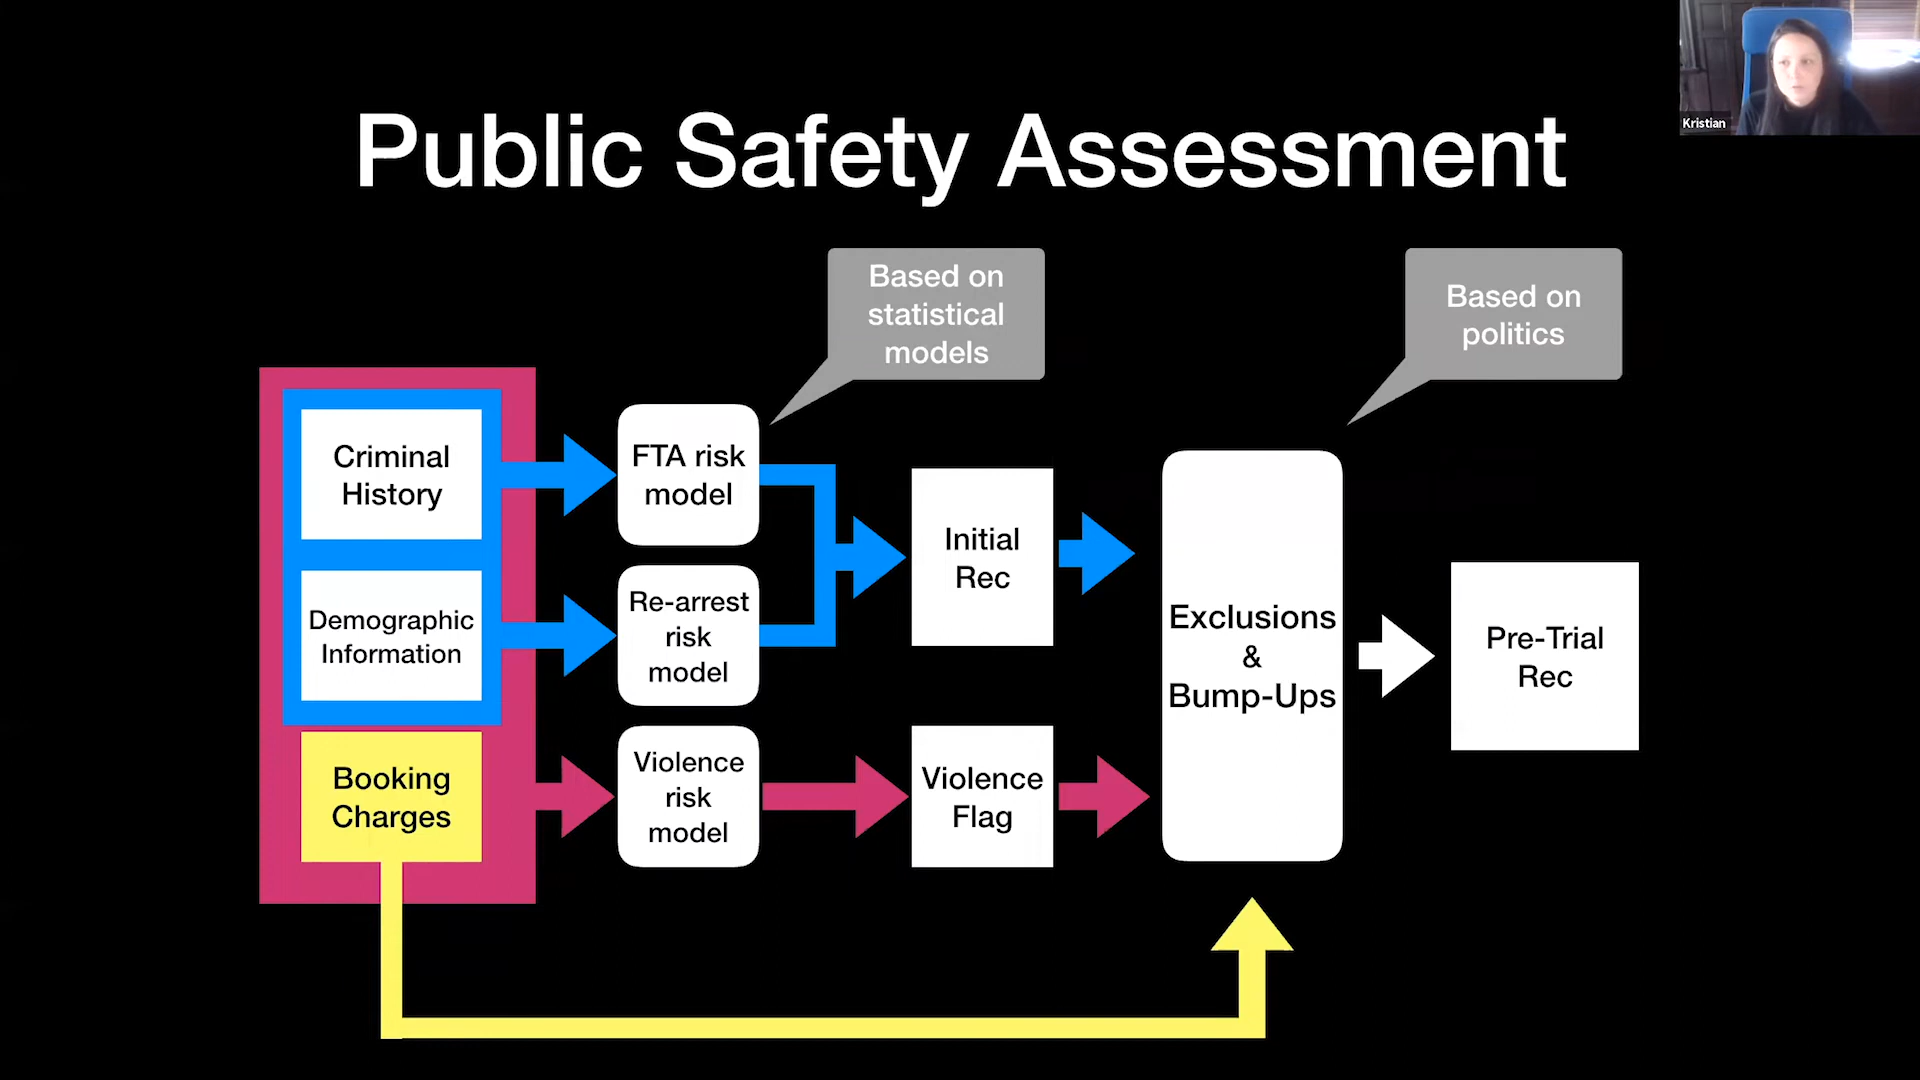 Kristian
Public Safety Assessment
Based on
statistical
models
Based on
politics
Criminal
History
FTA risk
model
Initial
Rec
Demographic
Information
Re-arrest
risk
model
Exclusions
&
Bump-Ups
Pre-Trial
Rec
Booking
Charges
Violence
risk
model
Violence
Flag